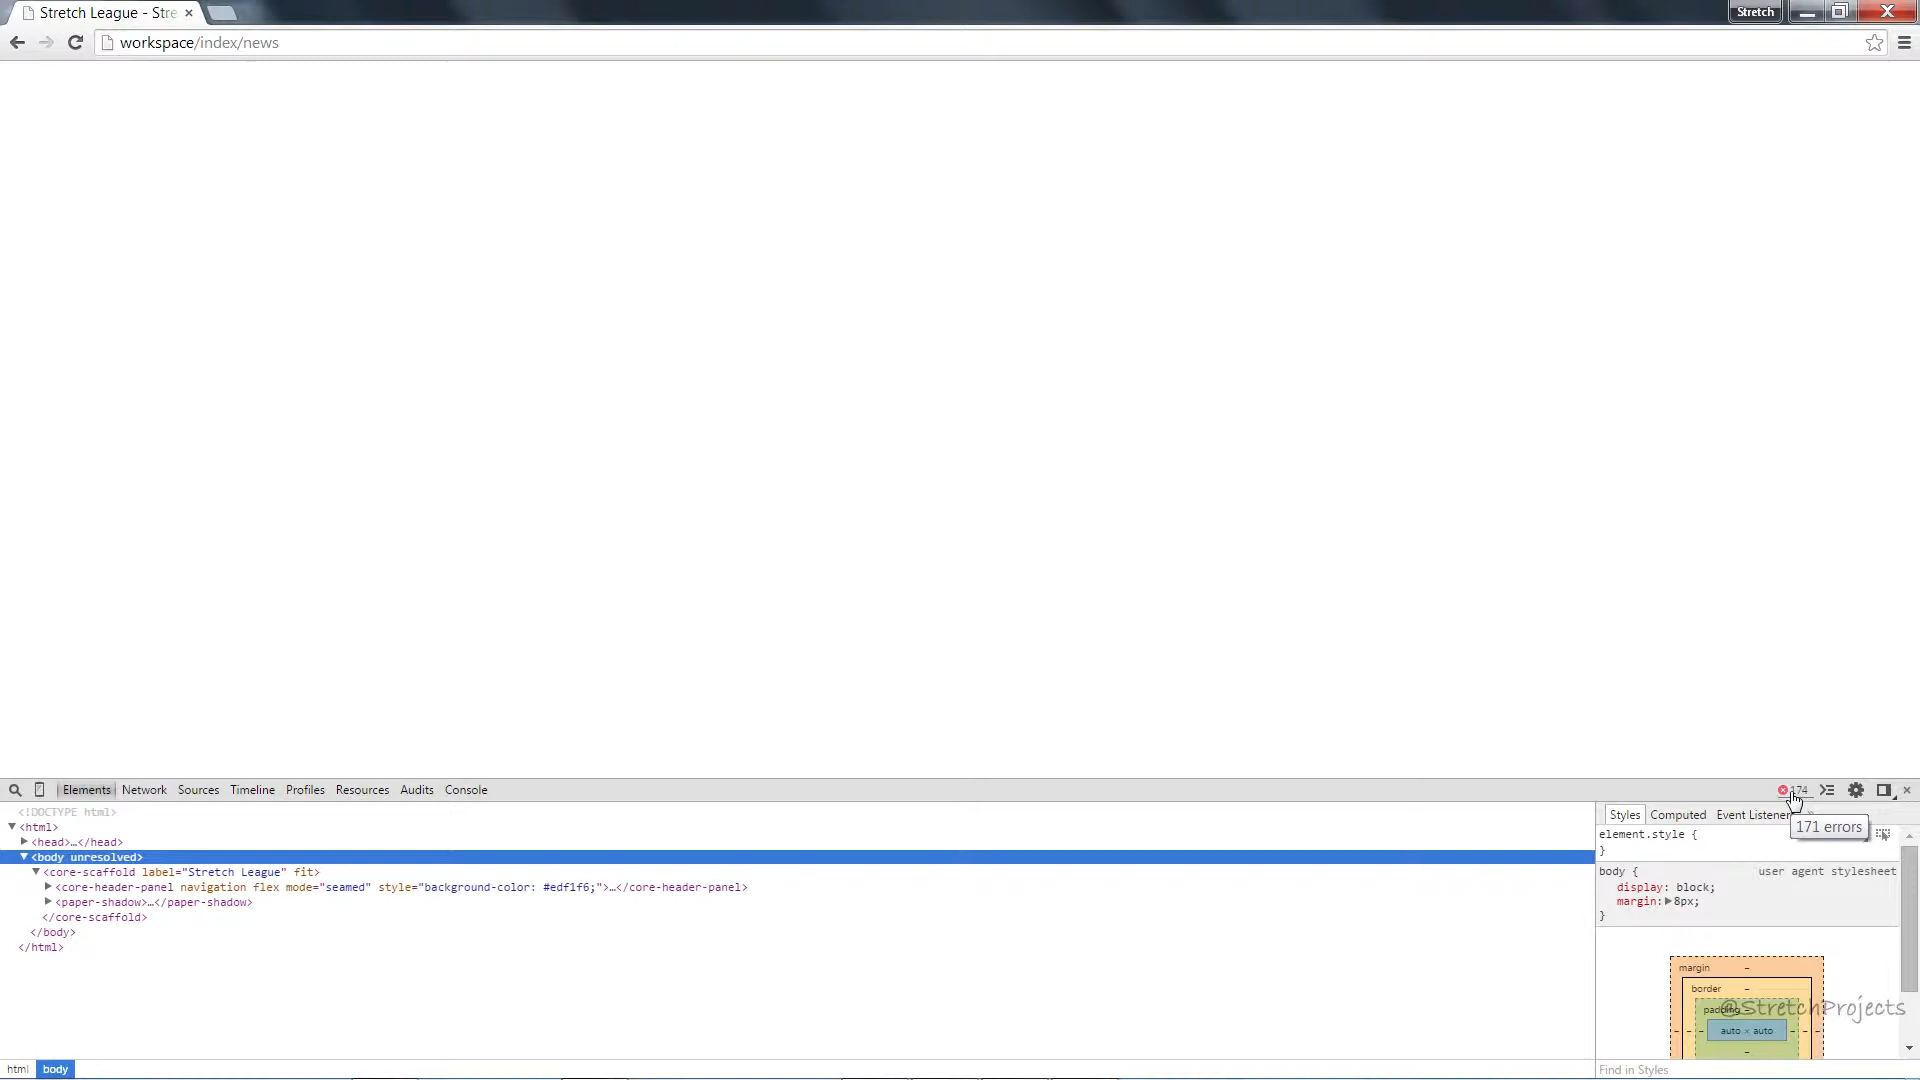 Stretch League - Stre
Stretch
workspace/index/news
Elements Network Sources Timeline Profiles Resources Audits Console
174
<!DOCTYPE html>
<html>
<head>…</head>
<body unresolved>
<core-scaffold label="Stretch League" fit>
<core-header-panel navigation flex mode="seamed" style="background-color: #edf1f6;">…</core-header-panel>
<paper-shadow>…</paper-shadow>
</core-scaffold>
</body>
</html>
Styles Computed Event Listener
171 errors
element.style {
}
body { user agent stylesheet
display: block;
margin: 8px;
}
margin –
border –
padding –
– – – auto × auto – – –
–
@StretchProjects
html body
Find in Styles